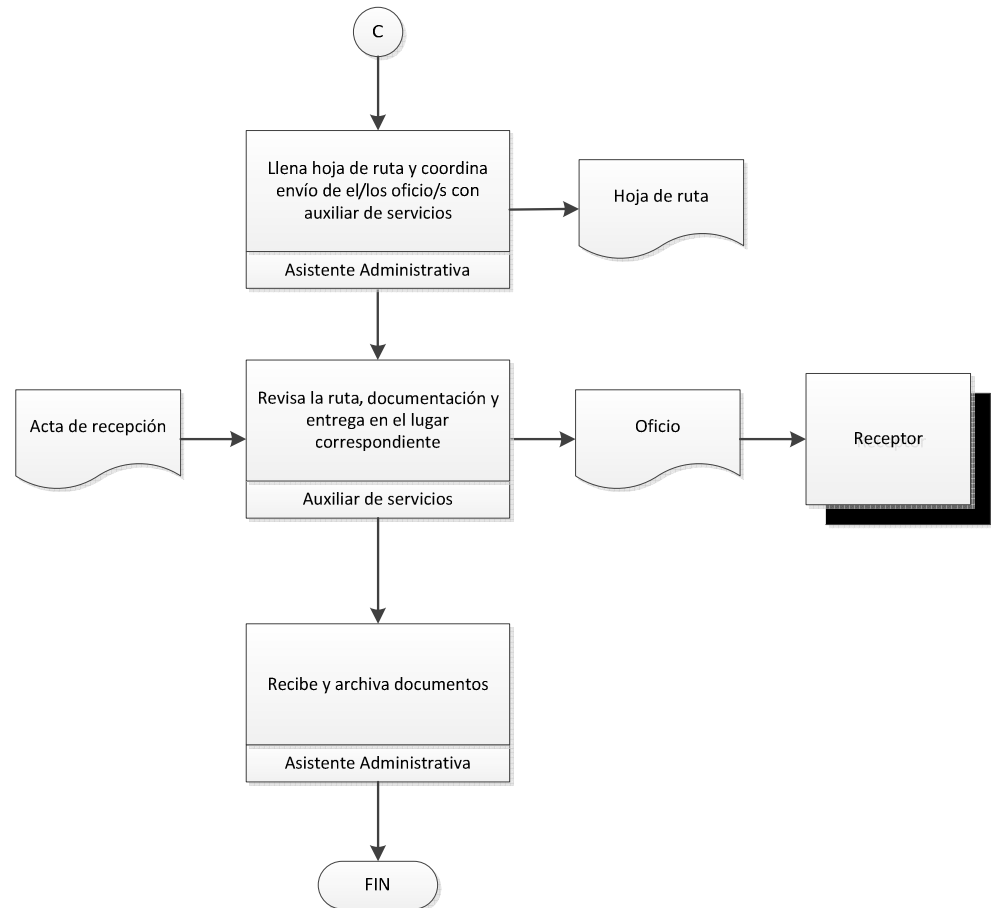 C
Llena hoja de ruta y coordina
envío de el/los oficio/s con
auxiliar de servicios
Asistente Administrativa
Hoja de ruta
Acta de recepción
Revisa la ruta, documentación y
entrega en el lugar
correspondiente
Auxiliar de servicios
Oficio
Receptor
Recibe y archiva documentos
Asistente Administrativa
FIN